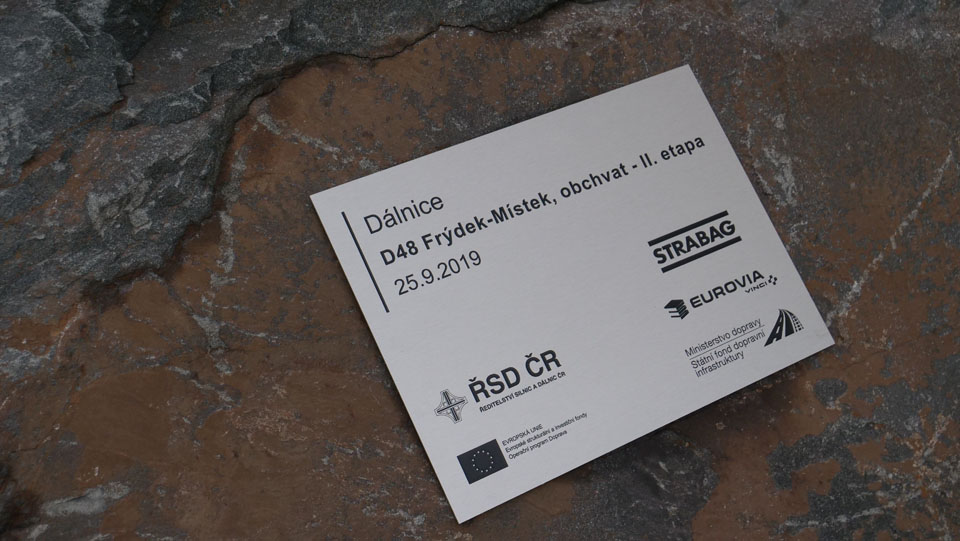 Dálnice
D48 Frýdek-Místek, obchvat - II. etapa
25.9.2019
STRABAG
EUROVIA
VINCI
Ministerstvo dopravy
Státní fond dopravní
infrastruktury
ŘSD ČR
ŘEDITELSTVÍ SILNIC A DÁLNIC ČR
EVROPSKÁ UNIE
Evropské strukturální a investiční fondy
Operační program Doprava